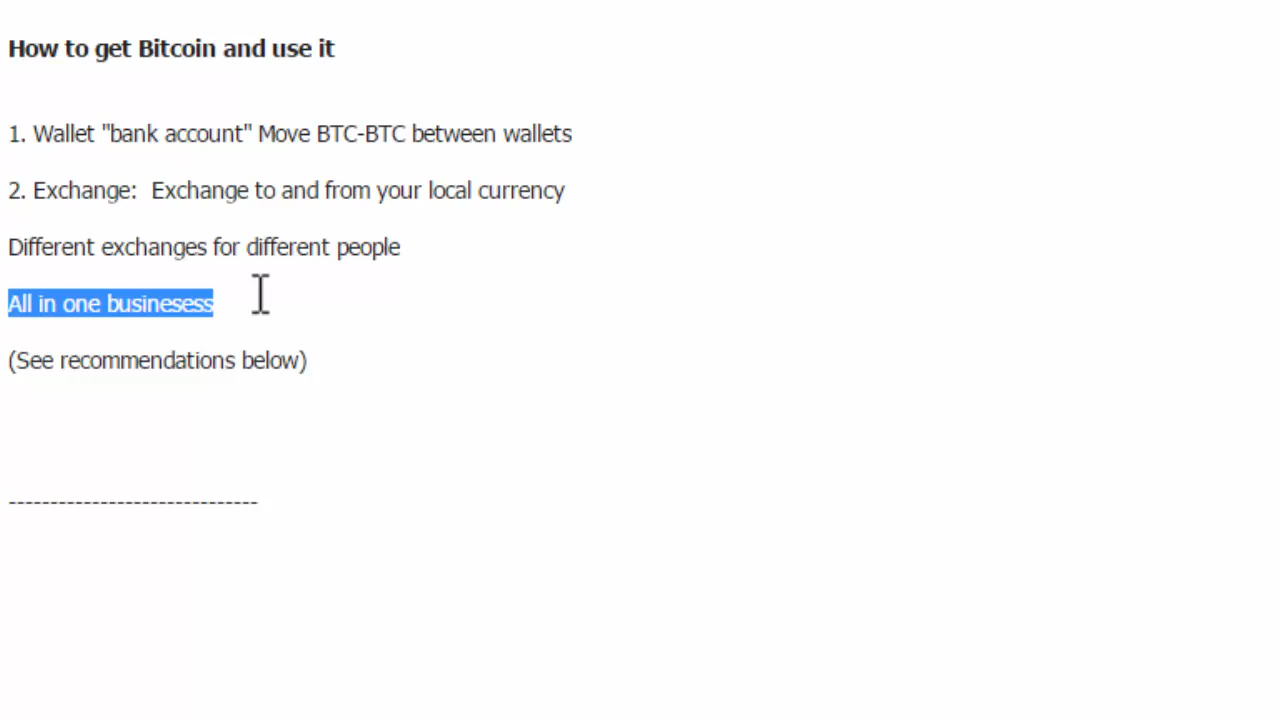 How to get Bitcoin and use it
1. Wallet "bank account" Move BTC-BTC between wallets
2. Exchange:  Exchange to and from your local currency
Different exchanges for different people
All in one businesess
(See recommendations below)
------------------------------